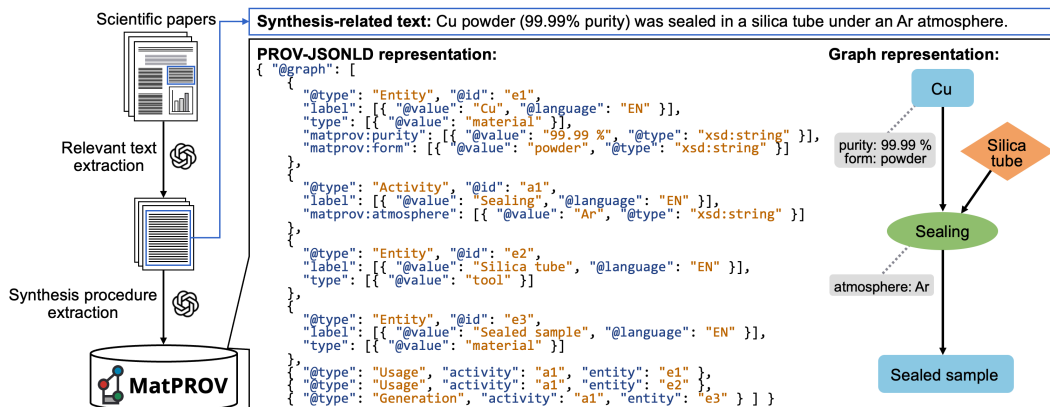 Scientific papers
Relevant text
extraction
Synthesis procedure
extraction
MatPROV
Synthesis-related text: Cu powder (99.99% purity) was sealed in a silica tube under an Ar atmosphere.
PROV-JSONLD representation:
{ "@graph": [
{
"@type": "Entity", "@id": "e1",
"label": [{ "@value": "Cu", "@language": "EN" }],
"type": [{ "@value": "material" }],
"matprov:purity": [{ "@value": "99.99 %", "@type": "xsd:string" }],
"matprov:form": [{ "@value": "powder", "@type": "xsd:string" }]
},
{
"@type": "Activity", "@id": "a1",
"label": [{ "@value": "Sealing", "@language": "EN" }],
"matprov:atmosphere": [{ "@value": "Ar", "@type": "xsd:string" }]
},
{
"@type": "Entity", "@id": "e2",
"label": [{ "@value": "Silica tube", "@language": "EN" }],
"type": [{ "@value": "tool" }]
},
{
"@type": "Entity", "@id": "e3",
"label": [{ "@value": "Sealed sample", "@language": "EN" }],
"type": [{ "@value": "material" }]
},
{ "@type": "Usage", "activity": "a1", "entity": "e1" },
{ "@type": "Usage", "activity": "a1", "entity": "e2" },
{ "@type": "Generation", "activity": "a1", "entity": "e3" } ] }
Graph representation:
Cu
purity: 99.99 %
form: powder
Silica
tube
Sealing
atmosphere: Ar
Sealed sample